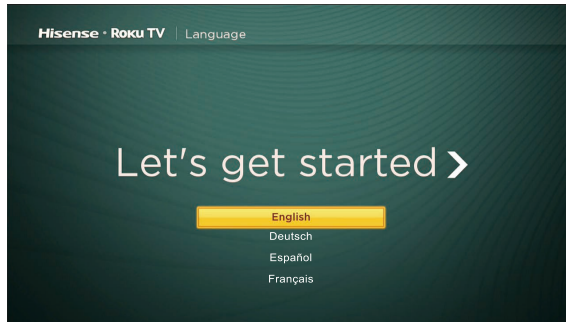 Hisense • Roku TV | Language
Let's get started >
English
Deutsch
Español
Français